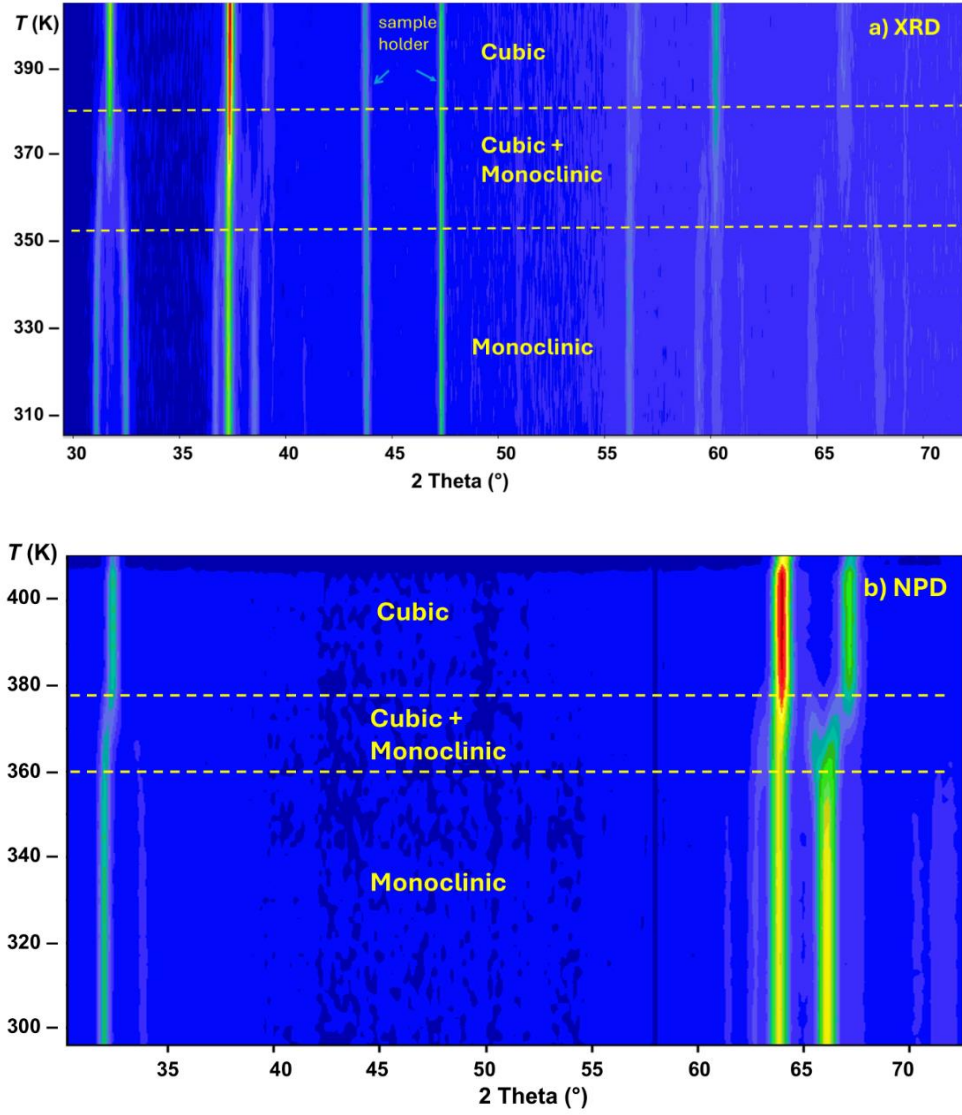 T (K)
sample
holder
a) XRD
Cubic
390
370
Cubic +
Monoclinic
350
330
Monoclinic
310
30 35 40 45 50 55 60 65 70
2 Theta (°)
T (K)
b) NPD
400
Cubic
380
Cubic +
Monoclinic
360
340
Monoclinic
320
300
35 40 45 50 55 60 65 70
2 Theta (°)